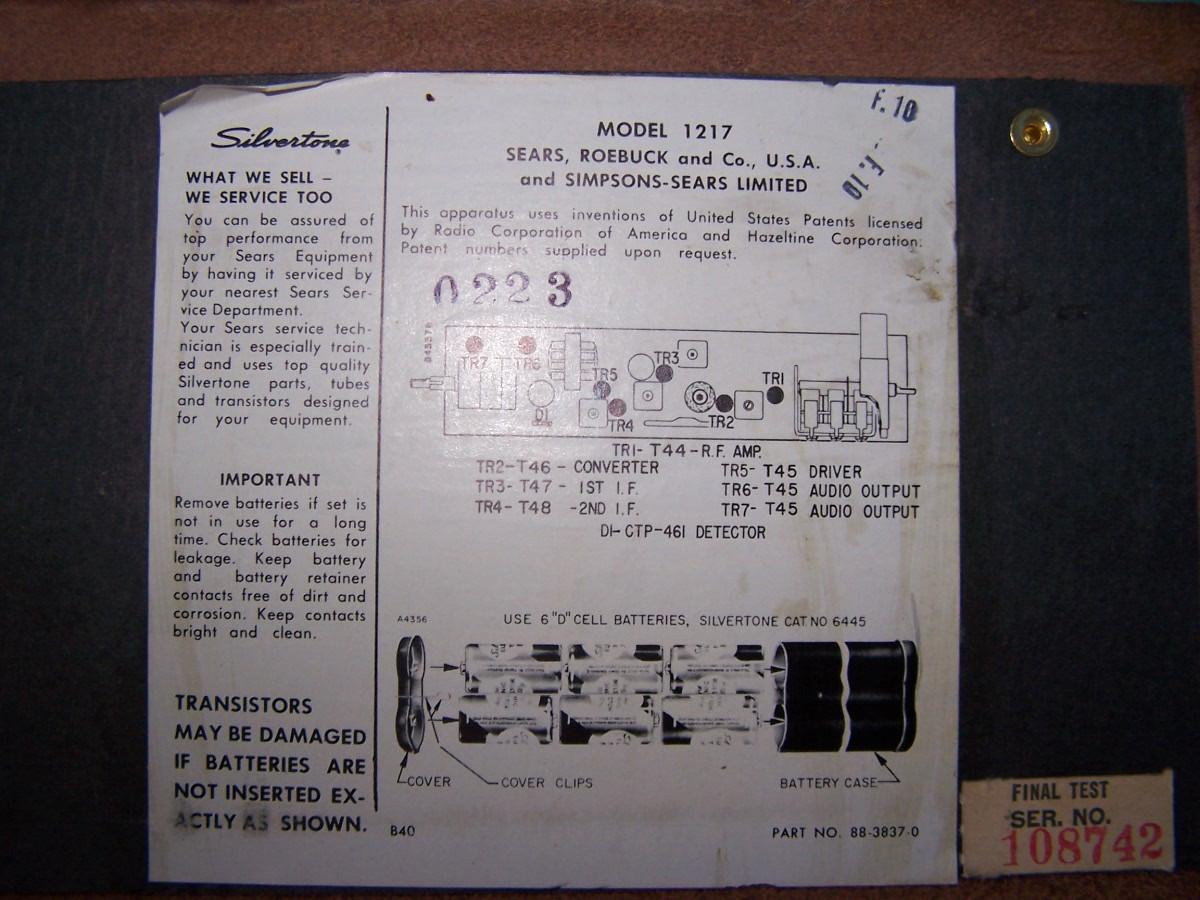 Silvertone
WHAT WE SELL –
WE SERVICE TOO
You can be assured of
top performance from
your Sears Equipment
by having it serviced by
your nearest Sears Ser-
vice Department.
Your Sears service tech-
nician is especially train-
ed and uses top quality
Silvertone parts, tubes
and transistors designed
for your equipment.
IMPORTANT
Remove batteries if set is
not in use for a long
time. Check batteries for
leakage. Keep battery
and battery retainer
contacts free of dirt and
corrosion. Keep contacts
bright and clean.
TRANSISTORS
MAY BE DAMAGED
IF BATTERIES ARE
NOT INSERTED EX-
ACTLY AS SHOWN.
F.10
F.10
MODEL 1217
SEARS, ROEBUCK and Co., U.S.A.
and SIMPSONS-SEARS LIMITED
This apparatus uses inventions of United States Patents licensed
by Radio Corporation of America and Hazeltine Corporation.
Patent numbers supplied upon request.
0223
TR7 TR6 D1 TR5 TR4 TR3 TR2 TR1
TR1- T44-R.F. AMP.
TR2-T46 - CONVERTER TR5- T45 DRIVER
TR3- T47 - 1ST I.F. TR6- T45 AUDIO OUTPUT
TR4- T48 -2ND I.F. TR7- T45 AUDIO OUTPUT
D1-CTP-461 DETECTOR
A4356
USE 6 "D" CELL BATTERIES, SILVERTONE CAT NO 6445
COVER COVER CLIPS BATTERY CASE
B40 PART NO. 88-3837-0
FINAL TEST
SER. NO.
108742